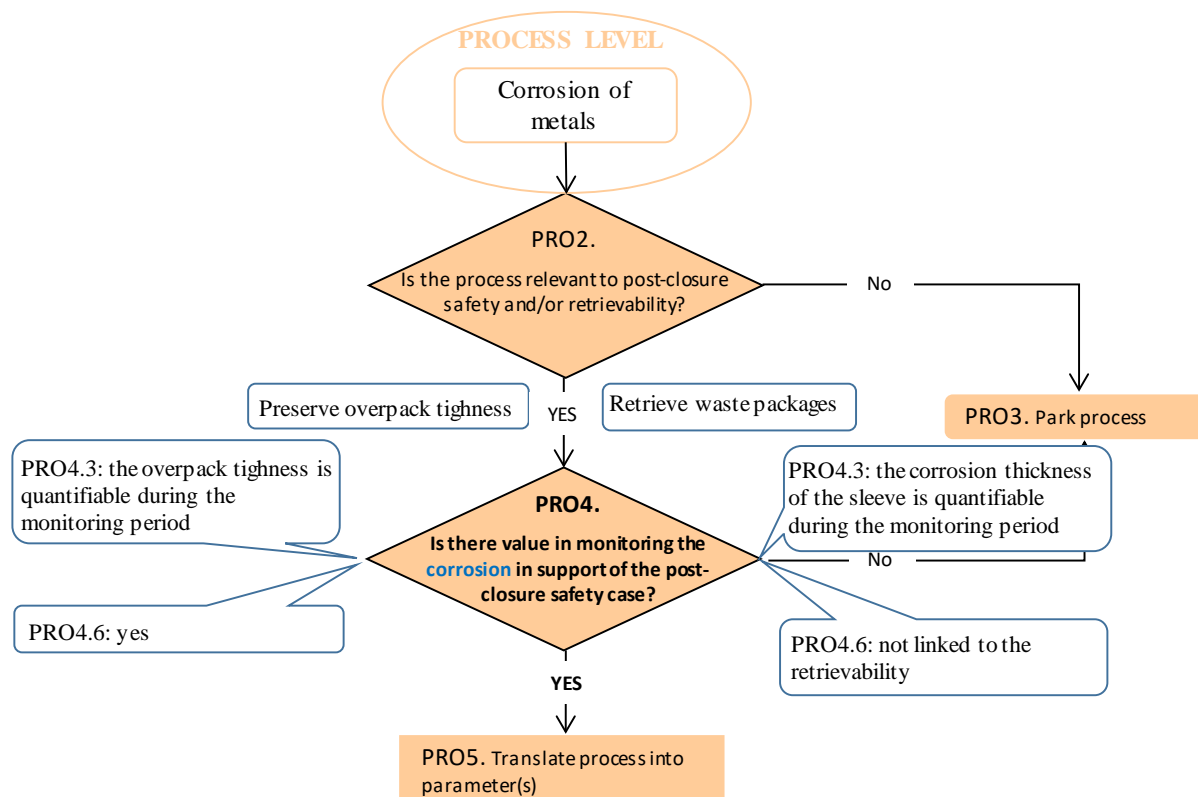 PROCESS LEVEL
Corrosion of
metals
PRO2.
Is the process relevant to post-closure
safety and/or retrievability?
No
Preserve overpack tighness
YES
Retrieve waste packages
PRO3. Park process
PRO4.3: the overpack tighness is
quantifiable during the
monitoring period
PRO4.3: the corrosion thickness
of the sleeve is quantifiable
during the monitoring period
PRO4.
Is there value in monitoring the
corrosion in support of the post-
closure safety case?
No
PRO4.6: yes
PRO4.6: not linked to the
retrievability
YES
PRO5. Translate process into
parameter(s)